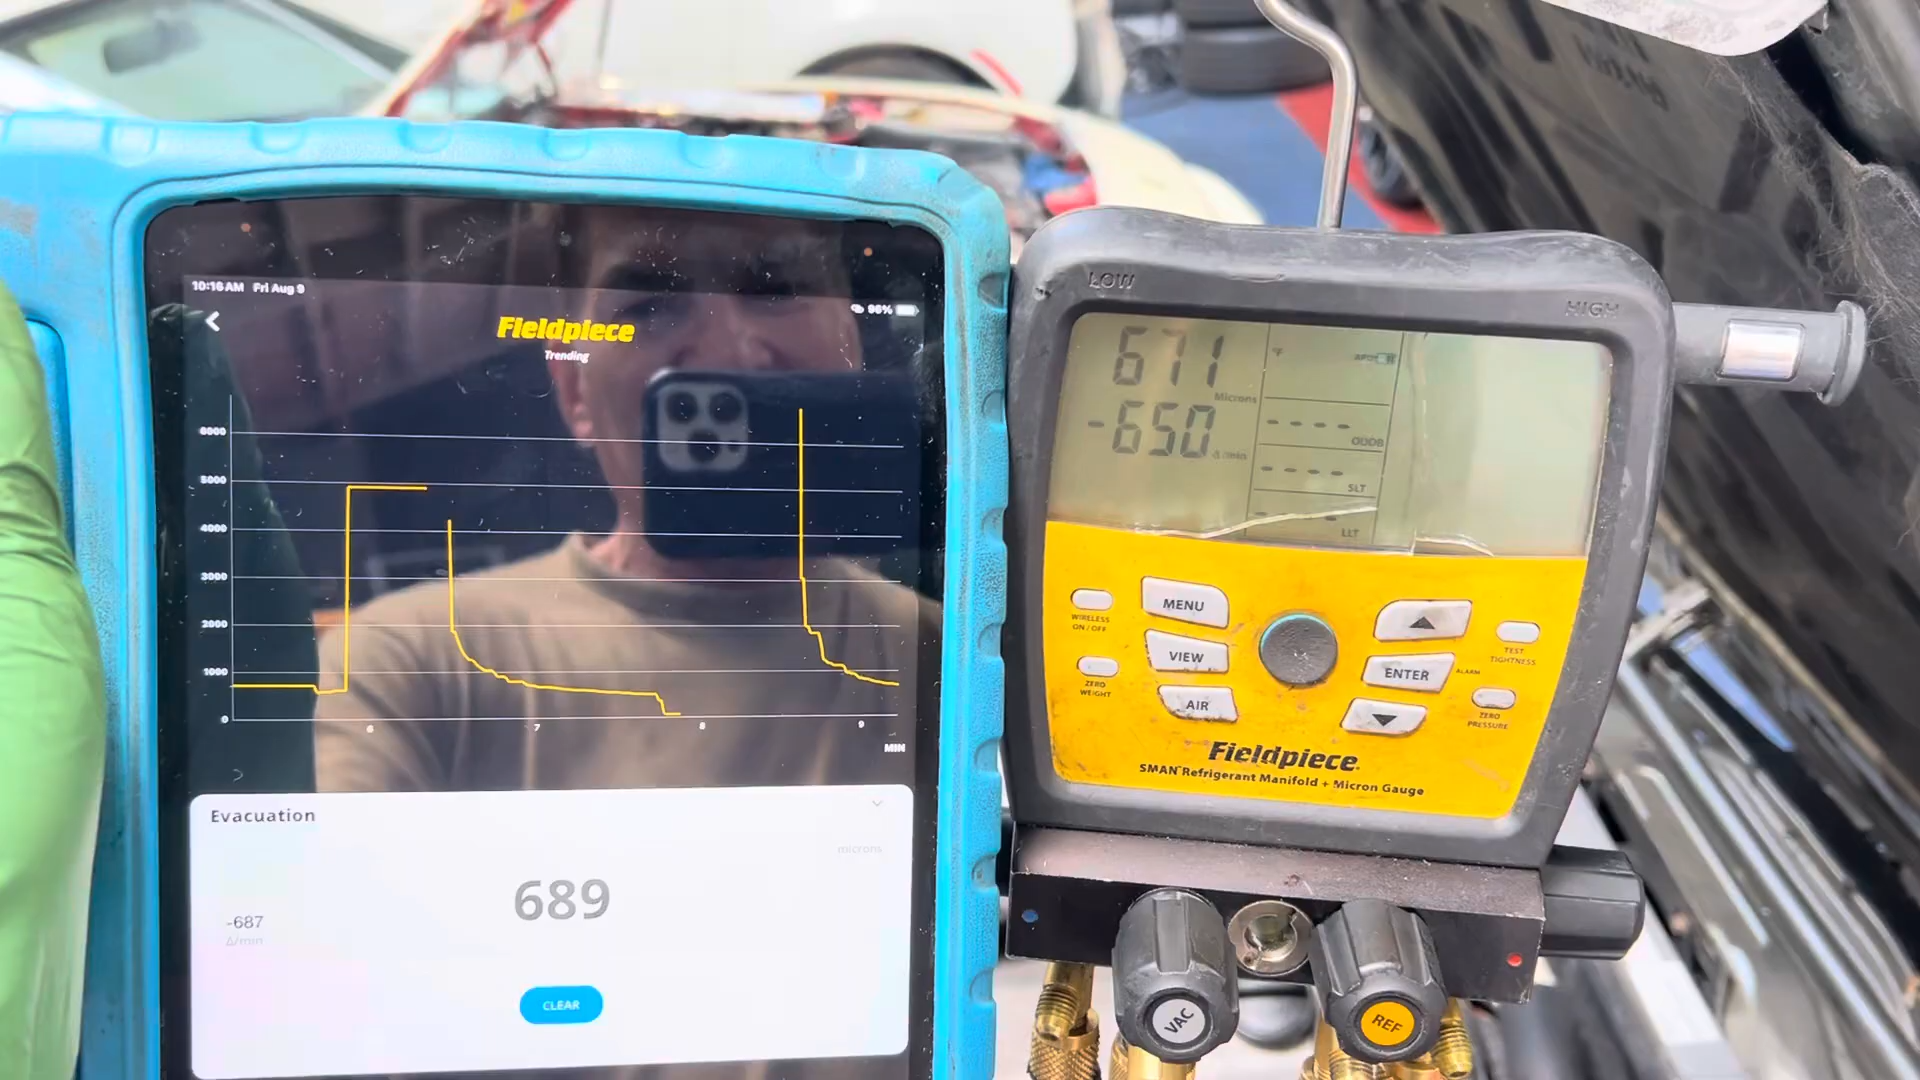 10:16 AM Fri Aug 9
96%
Fieldpiece
Trending
6000
5000
4000
3000
2000
1000
0
6 7 8 9
MIN
Evacuation
microns
689
-687
Δ/min
CLEAR
LOW
HIGH
671
Microns
°F
-650
Δ/min
----
ODDB
----
SLT
LLT
WIRELESS
ON / OFF
MENU
VIEW
ZERO
WEIGHT
AIR
ENTER
ALARM
TEST
TIGHTNESS
ZERO
PRESSURE
Fieldpiece
SMAN™ Refrigerant Manifold + Micron Gauge
VAC
REF